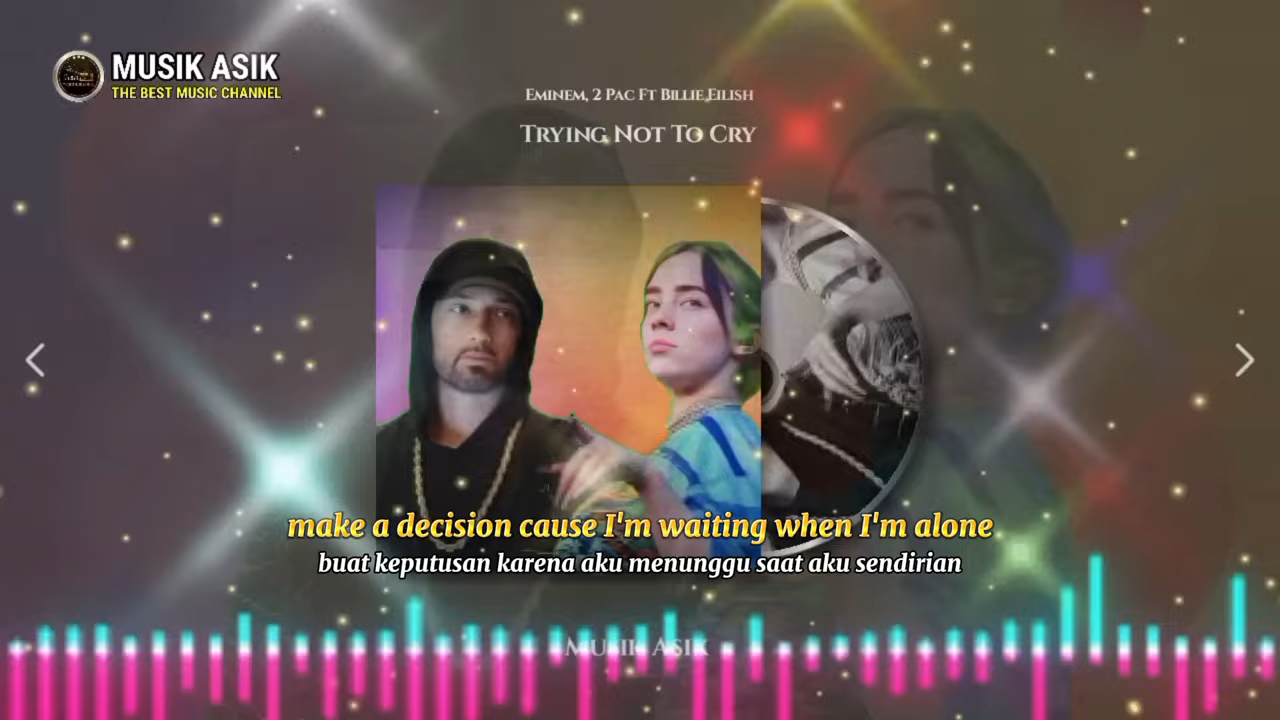 MUSIK ASIK
THE BEST MUSIC CHANNEL
Eminem, 2 Pac Ft Billie Eilish
Trying Not To Cry
make a decision cause I'm waiting when I'm alone
buat keputusan karena aku menunggu saat aku sendirian
Musik Asik